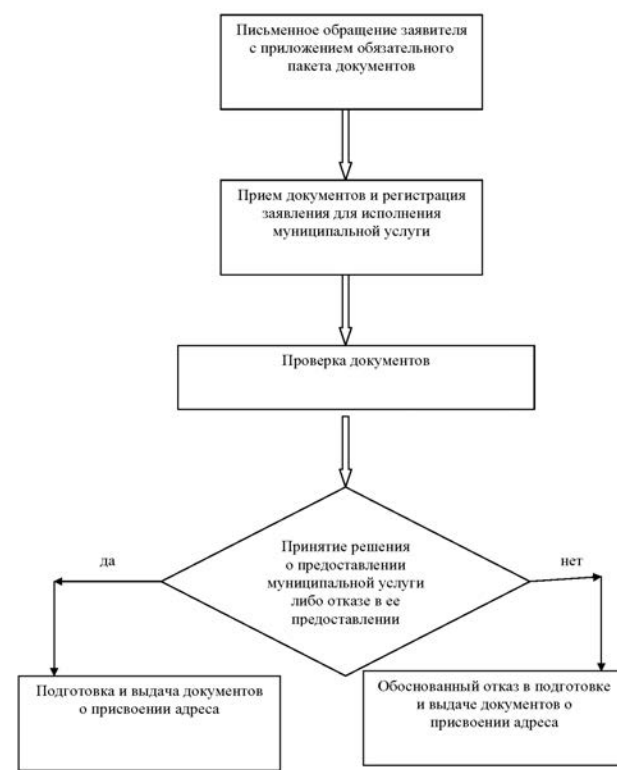 Письменное обращение заявителя
с приложением обязательного
пакета документов
Прием документов и регистрация
заявления для исполнения
муниципальной услуги
Проверка документов
Принятие решения
о предоставлении
муниципальной услуги
либо отказе в ее
предоставлении
да
нет
Подготовка и выдача документов
о присвоении адреса
Обоснованный отказ в подготовке
и выдаче документов о
присвоении адреса